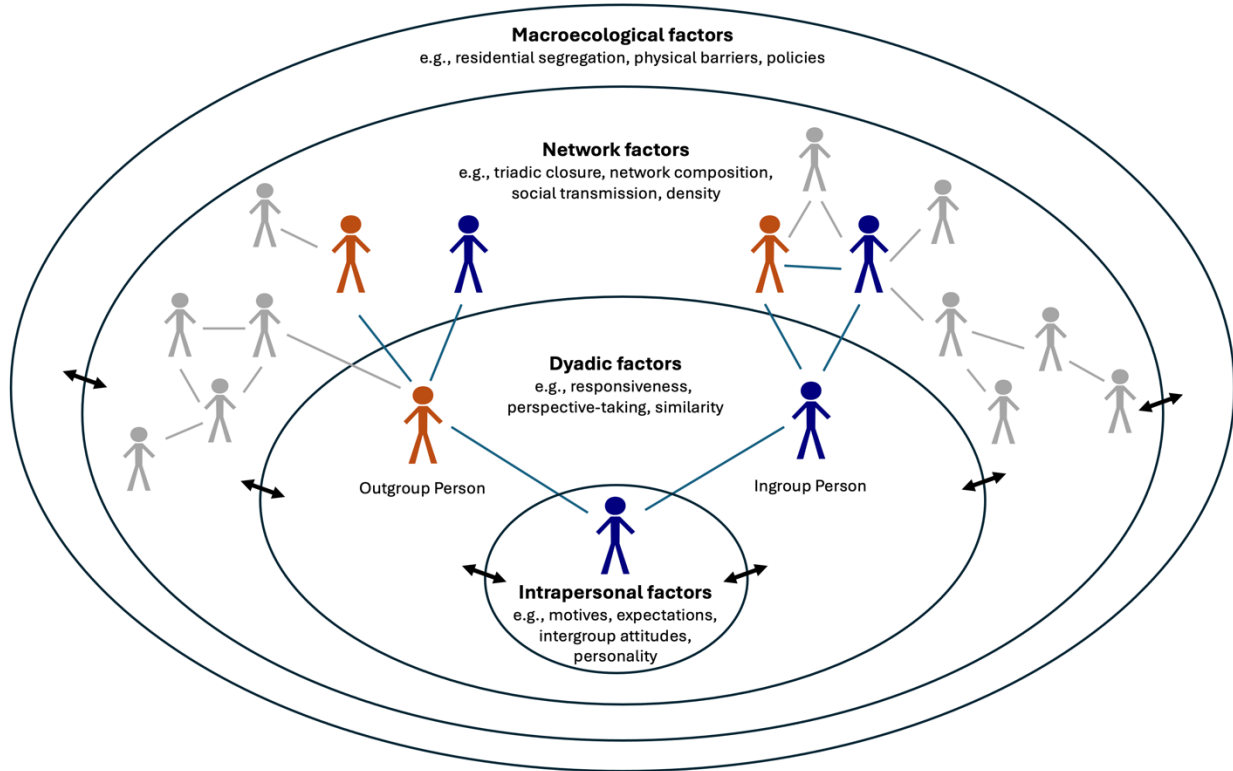 Macroecological factors
e.g., residential segregation, physical barriers, policies
Network factors
e.g., triadic closure, network composition,
social transmission, density
Dyadic factors
e.g., responsiveness,
perspective-taking, similarity
Outgroup Person
Ingroup Person
Intrapersonal factors
e.g., motives, expectations,
intergroup attitudes,
personality